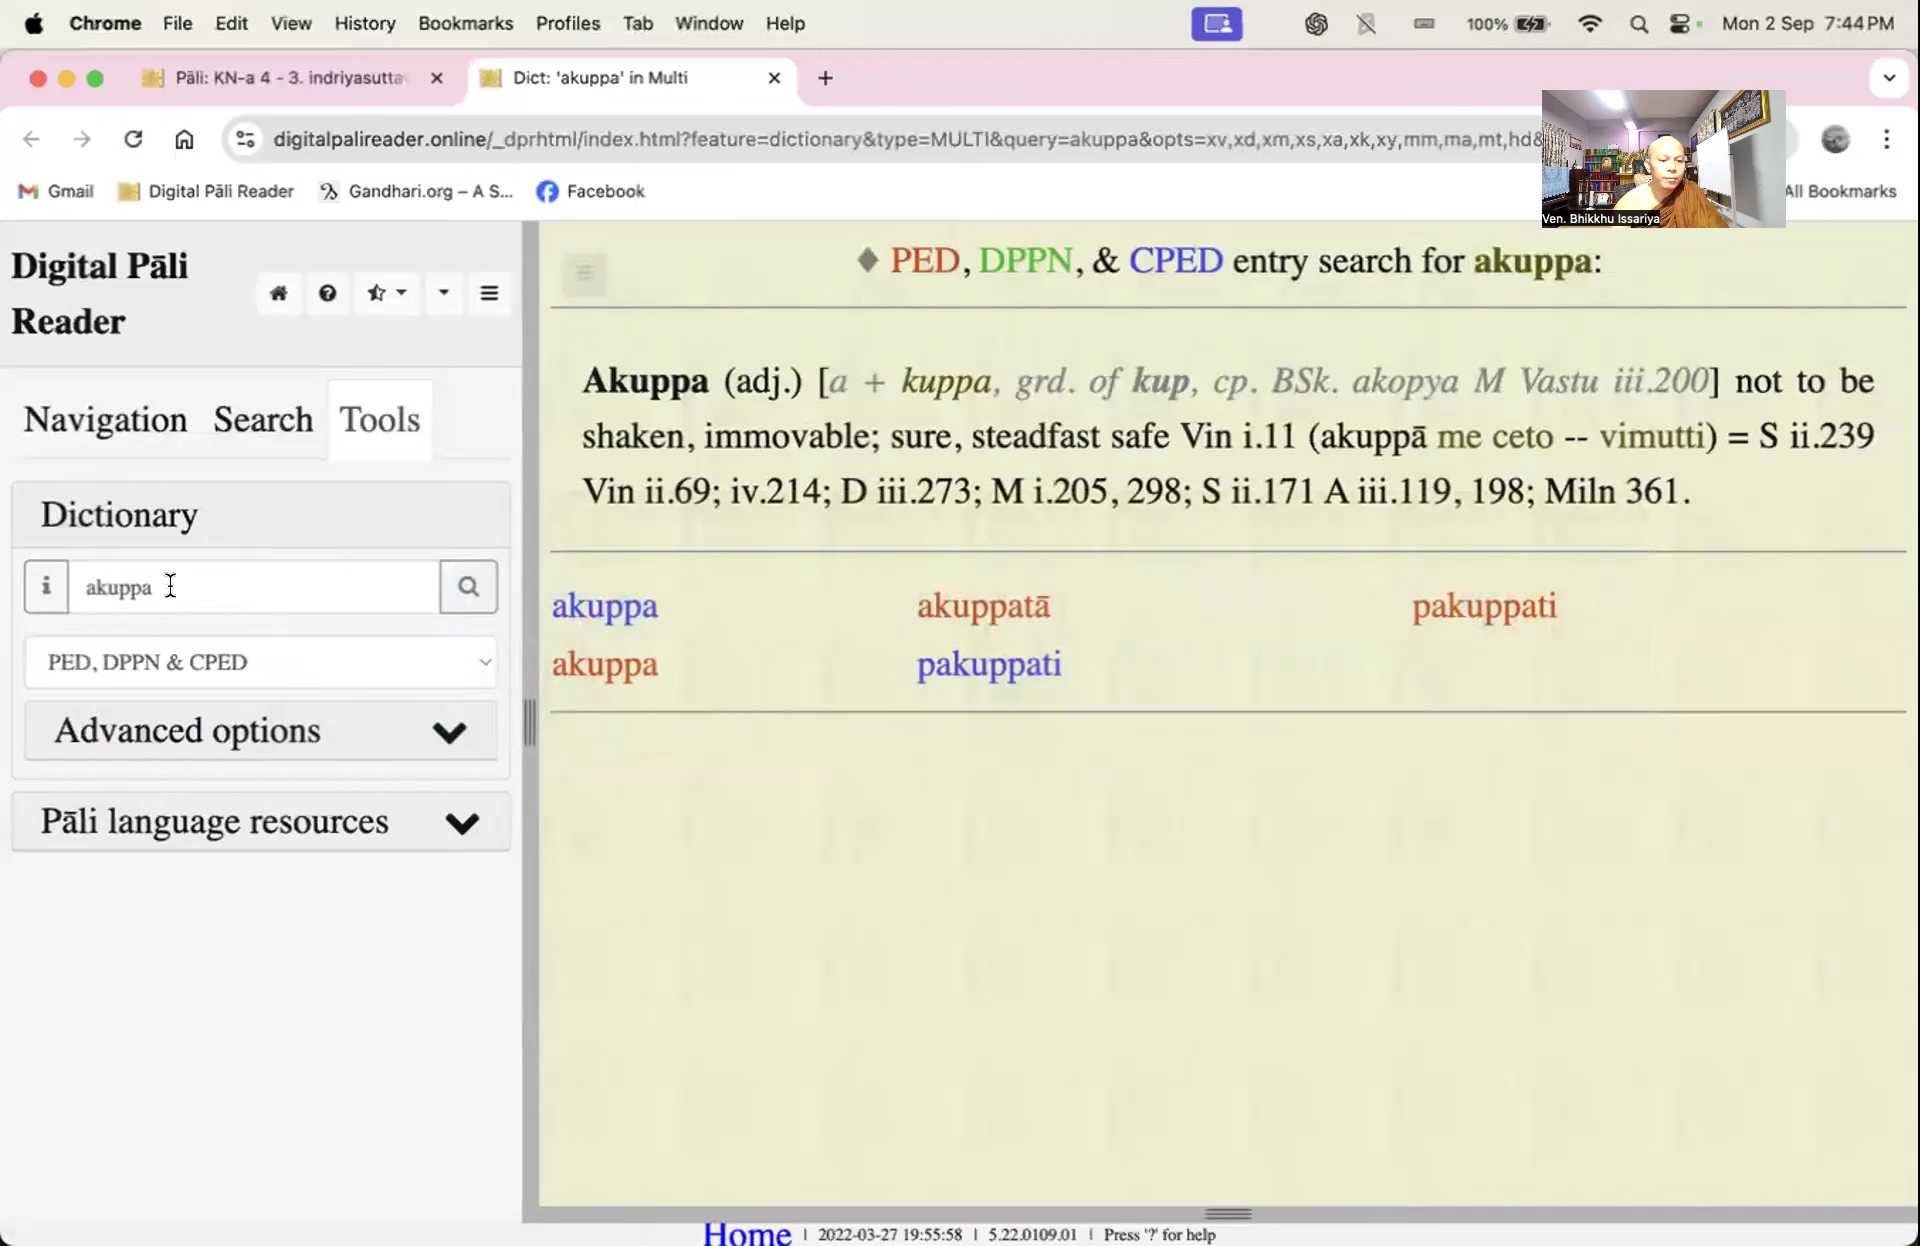 Chrome File Edit View History Bookmarks Profiles Tab Window Help 100% Mon 2 Sep 7:44 PM
Pāli: KN-a 4 - 3. indriyasutta Dict: 'akuppa' in Multi
digitalpalireader.online/_dprhtml/index.html?feature=dictionary&type=MULTI&query=akuppa&opts=xv,xd,xm,xs,xa,xk,xy,mm,ma,mt,hd&
Gmail Digital Pāli Reader Gandhari.org – A S... Facebook All Bookmarks
Ven. Bhikkhu Issariya
Digital Pāli
Reader
Navigation Search Tools
Dictionary
i akuppa
PED, DPPN & CPED
Advanced options
Pāli language resources
♦ PED, DPPN, & CPED entry search for akuppa:
Akuppa (adj.) [a + kuppa, grd. of kup, cp. BSk. akopya M Vastu iii.200] not to be
shaken, immovable; sure, steadfast safe Vin i.11 (akuppā me ceto -- vimutti) = S ii.239
Vin ii.69; iv.214; D iii.273; M i.205, 298; S ii.171 A iii.119, 198; Miln 361.
akuppa akuppatā pakuppati
akuppa pakuppati
Home | 2022-03-27 19:55:58 | 5.22.0109.01 | Press '?' for help